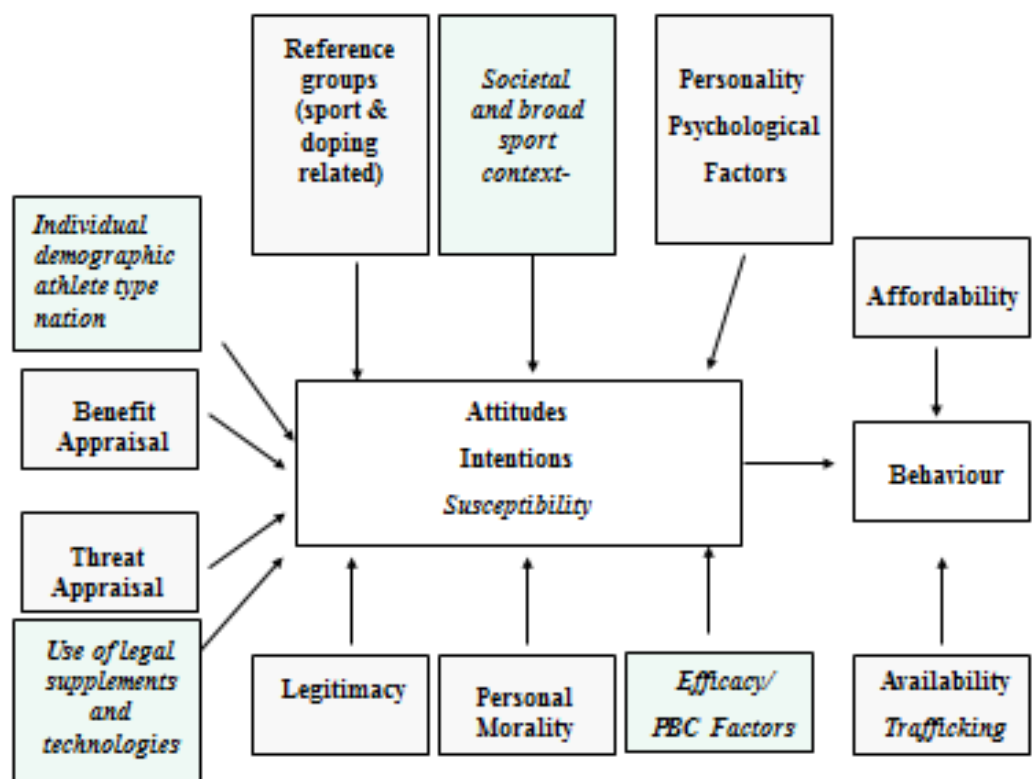 Reference
groups
(sport &
doping
related)
Societal
and broad
sport
context-
Personality
Psychological
Factors
Individual
demographic
athlete type
nation
Affordability
Benefit
Appraisal
Attitudes
Intentions
Susceptibility
Behaviour
Threat
Appraisal
Use of legal
supplements
and
technologies
Legitimacy
Personal
Morality
Efficacy/
PBC Factors
Availability
Trafficking